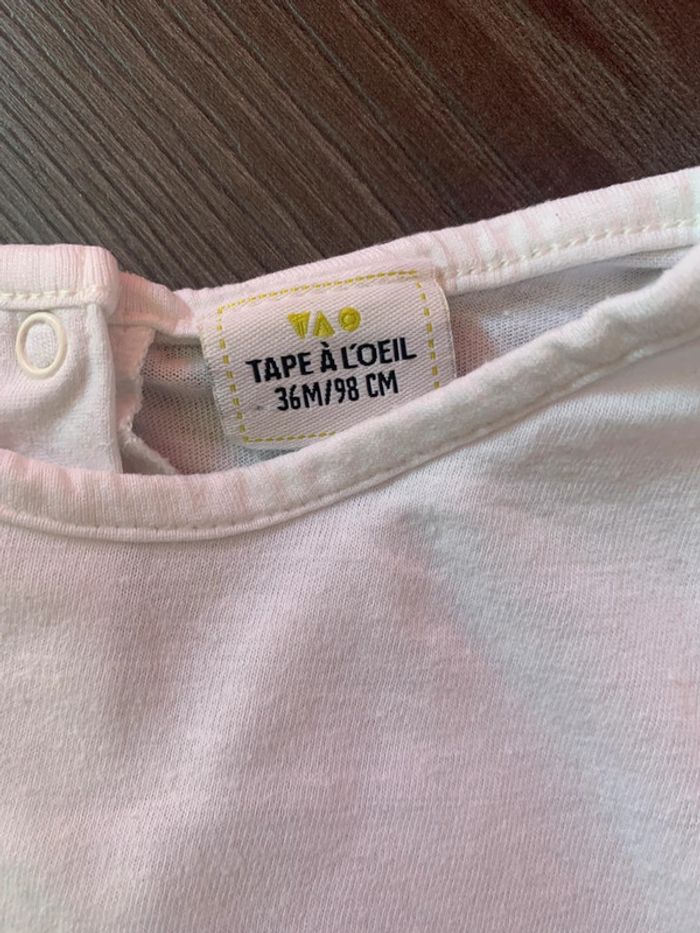 TAO
TAPE À L'OEIL
36M/98 CM